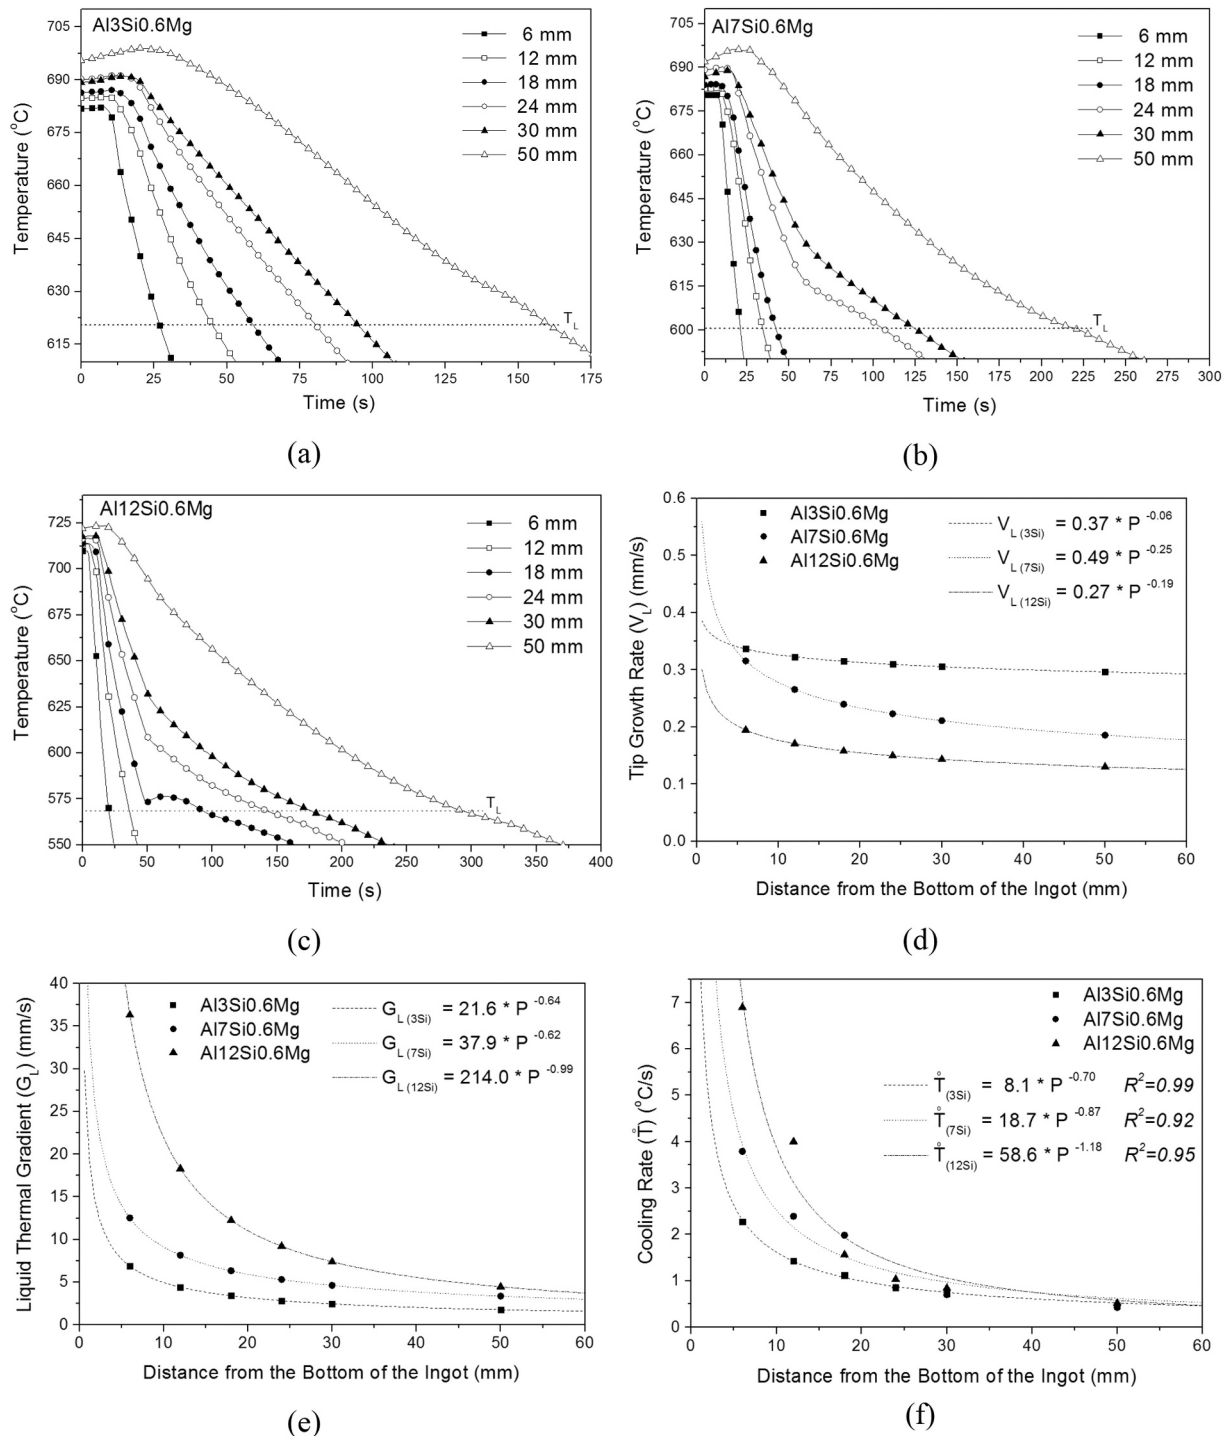 Al3Si0.6Mg
6 mm
12 mm
18 mm
24 mm
30 mm
50 mm
705
690
675
660
645
630
615
Temperature (°C)
T_L
0 25 50 75 100 125 150 175
Time (s)
(a)
Al7Si0.6Mg
6 mm
12 mm
18 mm
24 mm
30 mm
50 mm
705
690
675
660
645
630
615
600
Temperature (°C)
T_L
0 25 50 75 100 125 150 175 200 225 250 275 300
Time (s)
(b)
Al12Si0.6Mg
6 mm
12 mm
18 mm
24 mm
30 mm
50 mm
725
700
675
650
625
600
575
550
Temperature (°C)
T_L
0 50 100 150 200 250 300 350 400
Time (s)
(c)
0.6
0.5
0.4
0.3
0.2
0.1
0.0
Tip Growth Rate (V_L) (mm/s)
Al3Si0.6Mg
Al7Si0.6Mg
Al12Si0.6Mg
V_L (3Si) = 0.37 * P^-0.06
V_L (7Si) = 0.49 * P^-0.25
V_L (12Si) = 0.27 * P^-0.19
0 10 20 30 40 50 60
Distance from the Bottom of the Ingot (mm)
(d)
40
35
30
25
20
15
10
5
0
Liquid Thermal Gradient (G_L) (mm/s)
Al3Si0.6Mg
Al7Si0.6Mg
Al12Si0.6Mg
G_L (3Si) = 21.6 * P^-0.64
G_L (7Si) = 37.9 * P^-0.62
G_L (12Si) = 214.0 * P^-0.99
0 10 20 30 40 50 60
Distance from the Bottom of the Ingot (mm)
(e)
7
6
5
4
3
2
1
0
Cooling Rate (T̊) (°C/s)
Al3Si0.6Mg
Al7Si0.6Mg
Al12Si0.6Mg
T̊_(3Si) = 8.1 * P^-0.70 R²=0.99
T̊_(7Si) = 18.7 * P^-0.87 R²=0.92
T̊_(12Si) = 58.6 * P^-1.18 R²=0.95
0 10 20 30 40 50 60
Distance from the Bottom of the Ingot (mm)
(f)